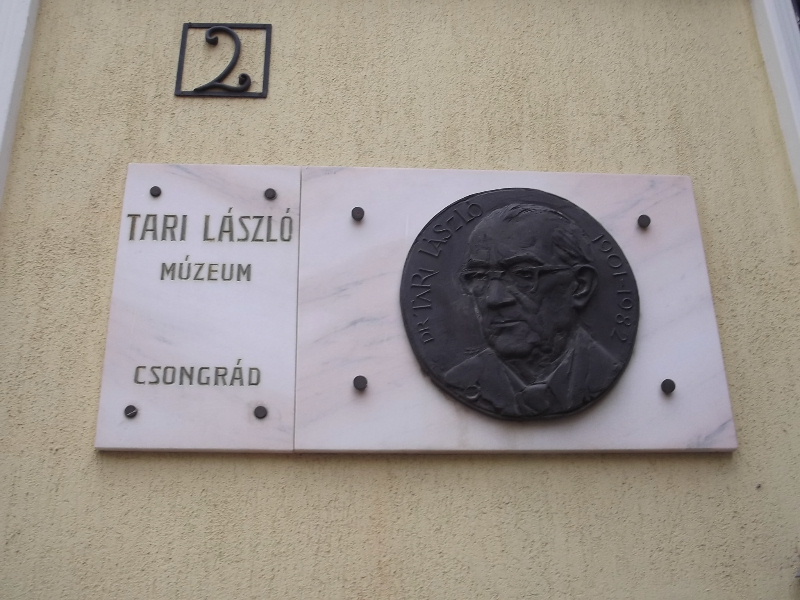 2
TARI LÁSZLÓ
MÚZEUM
CSONGRÁD
DR TARI LÁSZLÓ 1901-1982